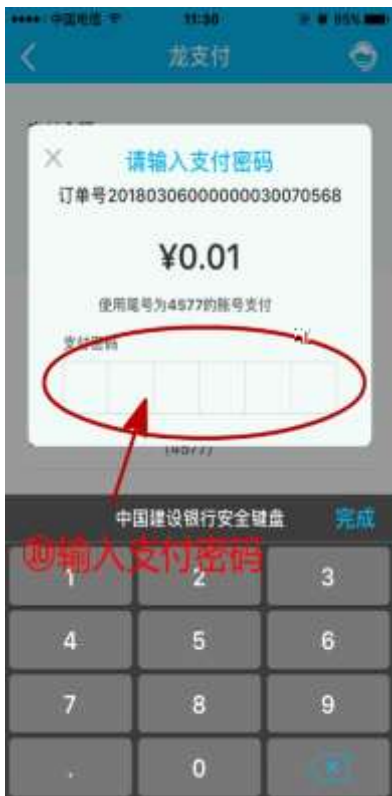 中国电信 11:30 95%
龙支付
请输入支付密码
订单号20180306000000030070568
¥0.01
使用尾号为4577的账号支付
支付密码
(4577)
中国建设银行安全键盘 完成
⑩输入支付密码
1 2 3
4 5 6
7 8 9
. 0